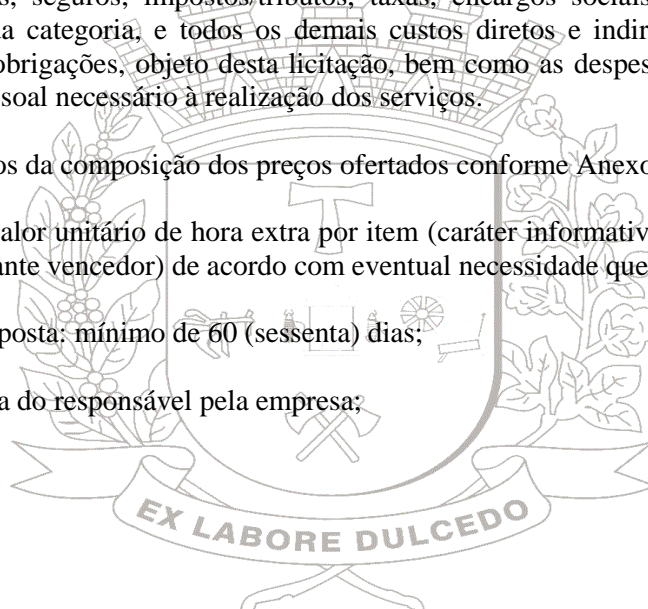 s, seguros, impostos/tributos, taxas, encargos sociais
da categoria, e todos os demais custos diretos e indir
obrigações, objeto desta licitação, bem como as despes
soal necessário à realização dos serviços.
os da composição dos preços ofertados conforme Anexo
alor unitário de hora extra por item (caráter informativ
ante vencedor) de acordo com eventual necessidade que
posta: mínimo de 60 (sessenta) dias;
a do responsável pela empresa;
EX LABORE DULCEDO